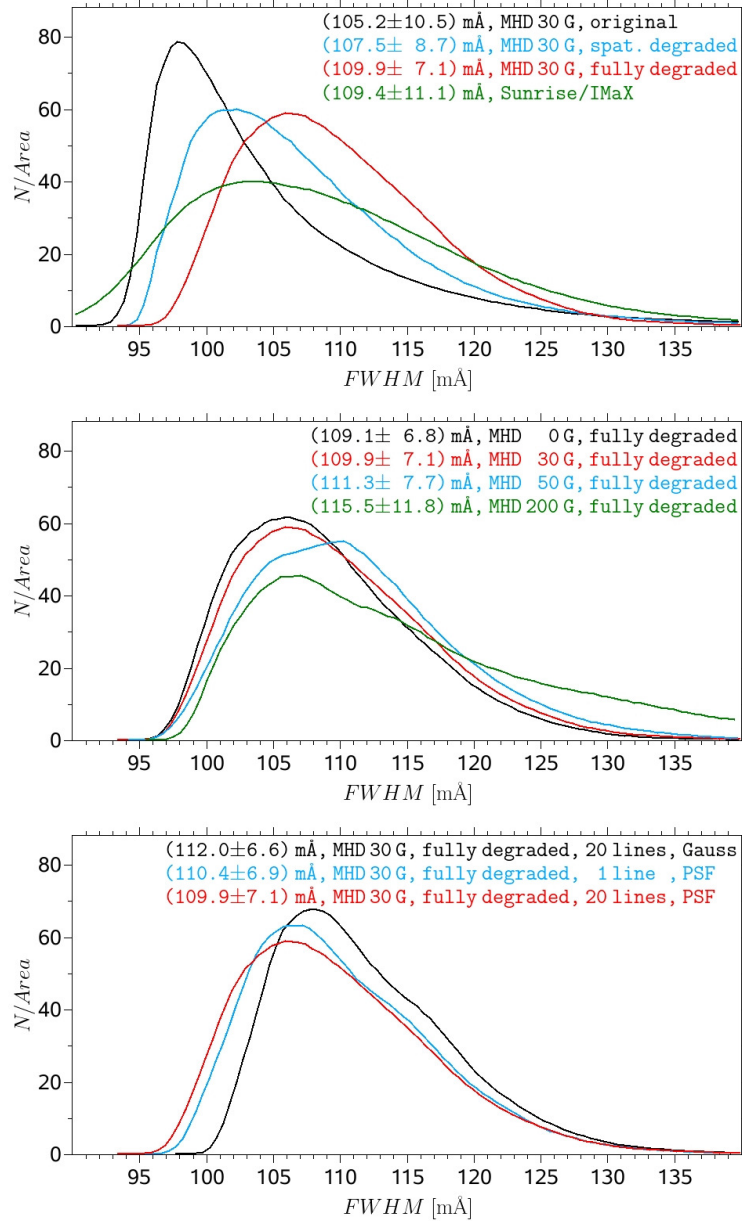 (105.2±10.5) mÅ, MHD 30 G, original
(107.5± 8.7) mÅ, MHD 30 G, spat. degraded
(109.9± 7.1) mÅ, MHD 30 G, fully degraded
(109.4±11.1) mÅ, Sunrise/IMaX
80
60
40
20
0
N/Area
95 100 105 110 115 120 125 130 135
FWHM [mÅ]
(109.1± 6.8) mÅ, MHD 0 G, fully degraded
(109.9± 7.1) mÅ, MHD 30 G, fully degraded
(111.3± 7.7) mÅ, MHD 50 G, fully degraded
(115.5±11.8) mÅ, MHD 200 G, fully degraded
80
60
40
20
0
N/Area
95 100 105 110 115 120 125 130 135
FWHM [mÅ]
(112.0±6.6) mÅ, MHD 30 G, fully degraded, 20 lines, Gauss
(110.4±6.9) mÅ, MHD 30 G, fully degraded, 1 line , PSF
(109.9±7.1) mÅ, MHD 30 G, fully degraded, 20 lines, PSF
80
60
40
20
0
N/Area
95 100 105 110 115 120 125 130 135
FWHM [mÅ]